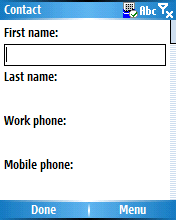 Contact Abc
First name:
Last name:
Work phone:
Mobile phone:
Done Menu